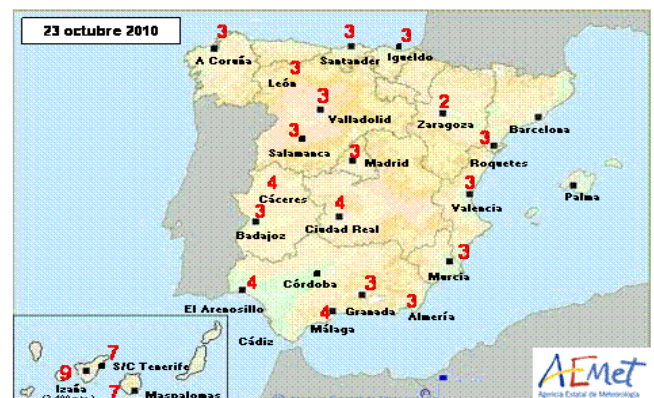 23 octubre 2010
3 3 3
A Coruña Santander Igueldo
3
León
3 2
Valladolid Zaragoza Barcelona
3 3 3
Salamanca Madrid Roquetes
4 4 3
Cáceres Valencia Palma
3
Badajoz Ciudad Real
3
Murcia
4 Córdoba 3 3
El Arenosillo 4 Granada Almería
Málaga
Cádiz
7
9 S/C Tenerife
Izaña 7 Maspalomas
AEMet
Agencia Estatal de Meteorología